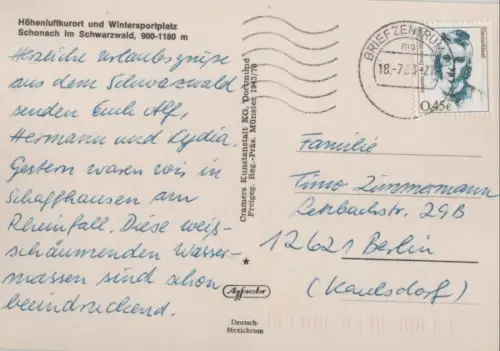 Höhenluftkurort und Wintersportplatz
Schonach im Schwarzwald, 900-1180 m
Herzliche Urlaubsgrüße
aus dem Schwarzwald
senden Euch Alf,
Hermann und Lydia.
Gestern waren wir in
Schaffhausen am
Rheinfall. Diese weiß-
schäumenden Wasser-
massen sind schon
beeindruckend.
Cramers Kunstanstalt KG, Dortmund
Freigeg. Reg.-Präs. Münster 1943/70
Affuehr
Deutsch-
Mexichrom
BRIEFZENTRUM
18.-7.03-21
Deutschland
0,45€
Familie
Timo Zimmermann
29B
12621 Berlin
(Kaulsdorf)